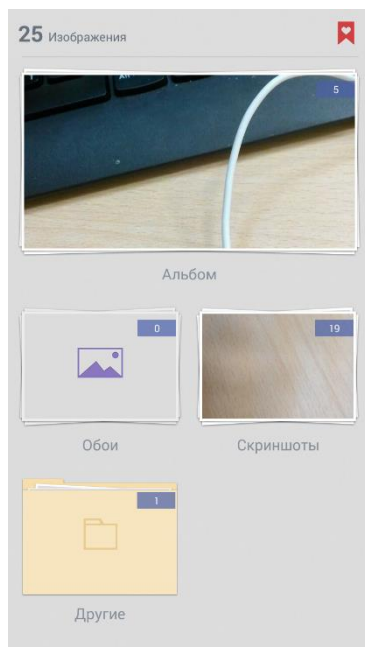 25 Изображения
5
Альбом
0
19
Обои
Скриншоты
1
Другие